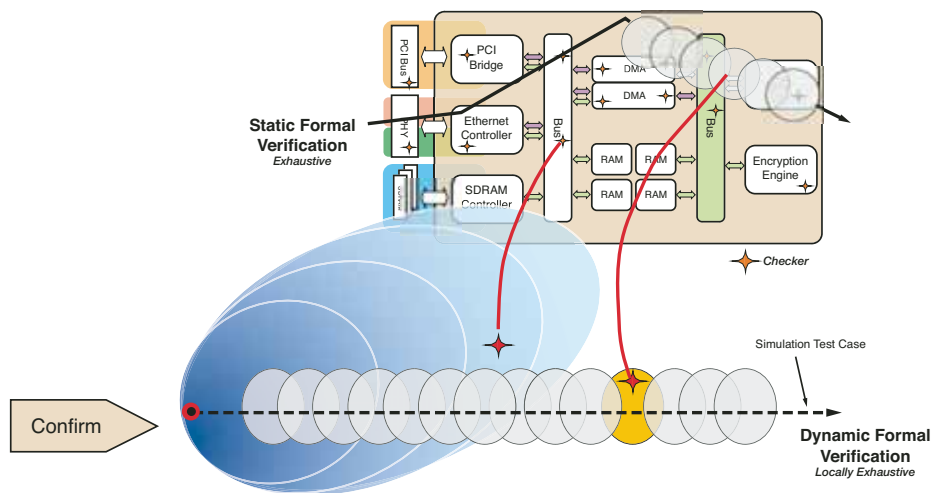 PCI Bus
PCI
Bridge
DMA
DMA
PHY
Static Formal
Verification
Exhaustive
Ethernet
Controller
Bus
Bus
RAM
RAM
Encryption
Engine
SDRAM
Controller
RAM
RAM
Checker
Simulation Test Case
Confirm
Dynamic Formal
Verification
Locally Exhaustive